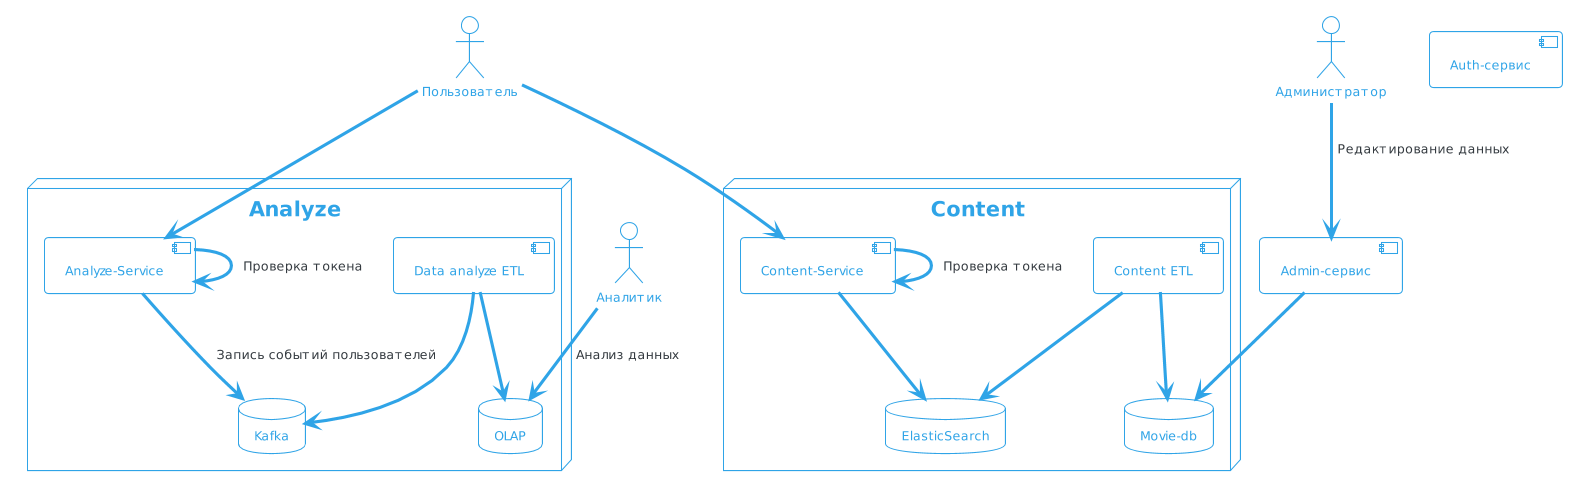 Пользователь
Администратор
Auth-сервис
Редактирование данных
Analyze
Content
Analyze-Service
Проверка токена
Data analyze ETL
Аналитик
Content-Service
Проверка токена
Content ETL
Admin-сервис
Запись событий пользователей
Анализ данных
Kafka
OLAP
ElasticSearch
Movie-db